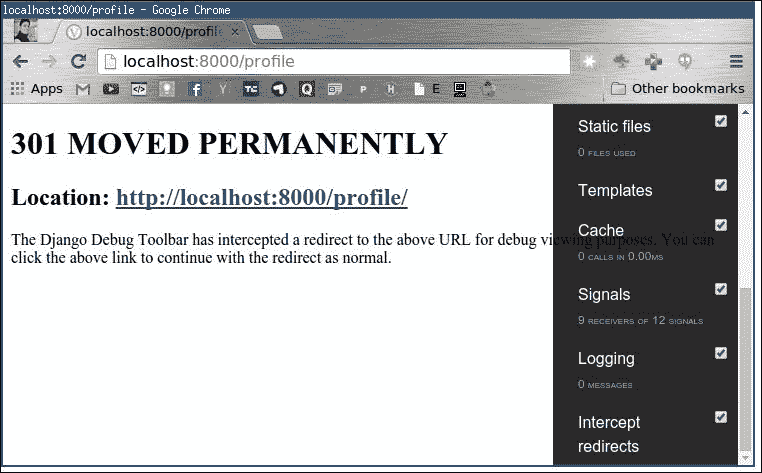 localhost:8000/profile - Google Chrome
localhost:8000/profile
localhost:8000/profile
Apps
E
Other bookmarks
301 MOVED PERMANENTLY
Location: http://localhost:8000/profile/
The Django Debug Toolbar has intercepted a redirect to the above URL for debug viewing purposes. You can
click the above link to continue with the redirect as normal.
Static files
0 FILES USED
Templates
Cache
0 CALLS IN 0.00MS
Signals
9 RECEIVERS OF 12 SIGNALS
Logging
0 MESSAGES
Intercept
redirects